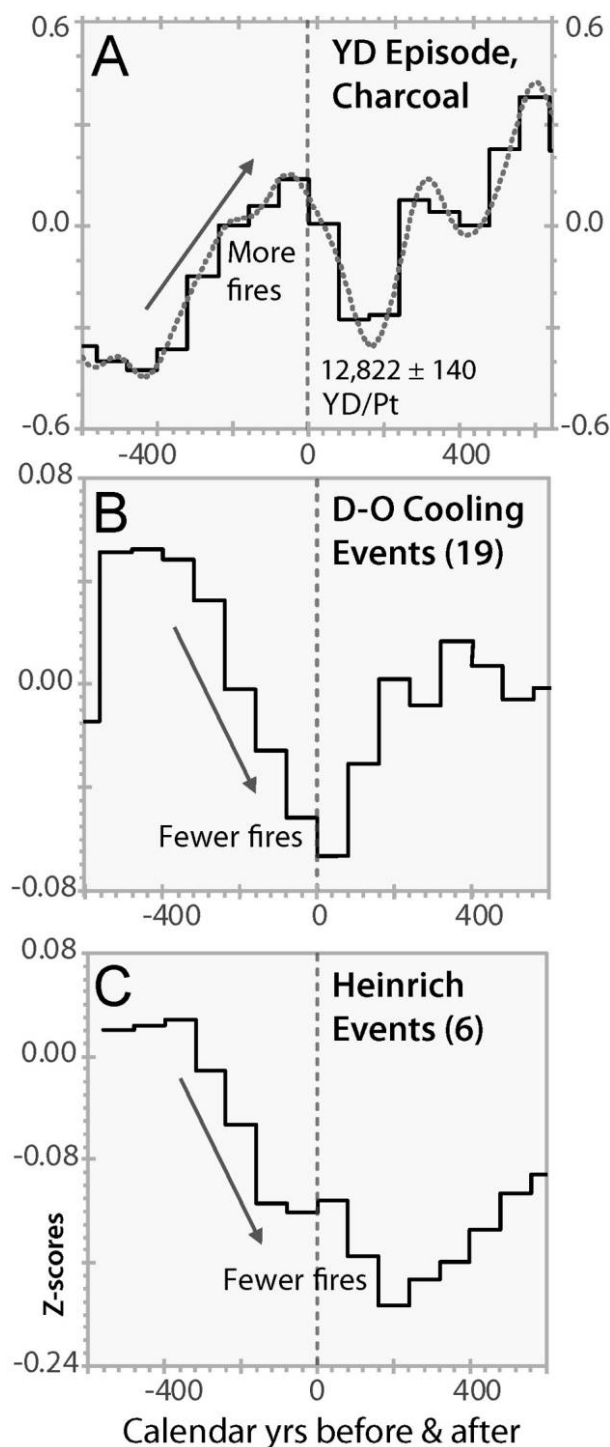 A
YD Episode,
Charcoal
0.6
0.6
0.0
0.0
-0.6
-0.6
More
fires
12,822 ± 140
YD/Pt
-400
0
400
B
D-O Cooling
Events (19)
0.08
0.00
-0.08
Fewer fires
-400
0
400
C
Heinrich
Events (6)
0.08
0.00
-0.08
-0.24
Z-scores
Fewer fires
-400
0
400
Calendar yrs before & after